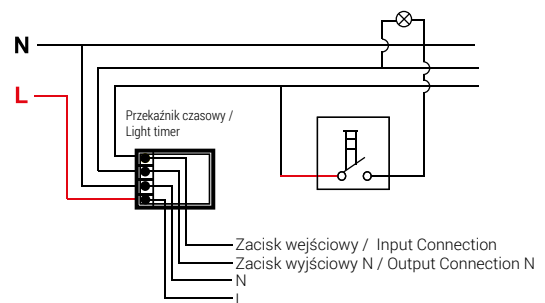 N
L
Przekaźnik czasowy /
Light timer
Zacisk wejściowy / Input Connection
Zacisk wyjściowy N / Output Connection N
N
L